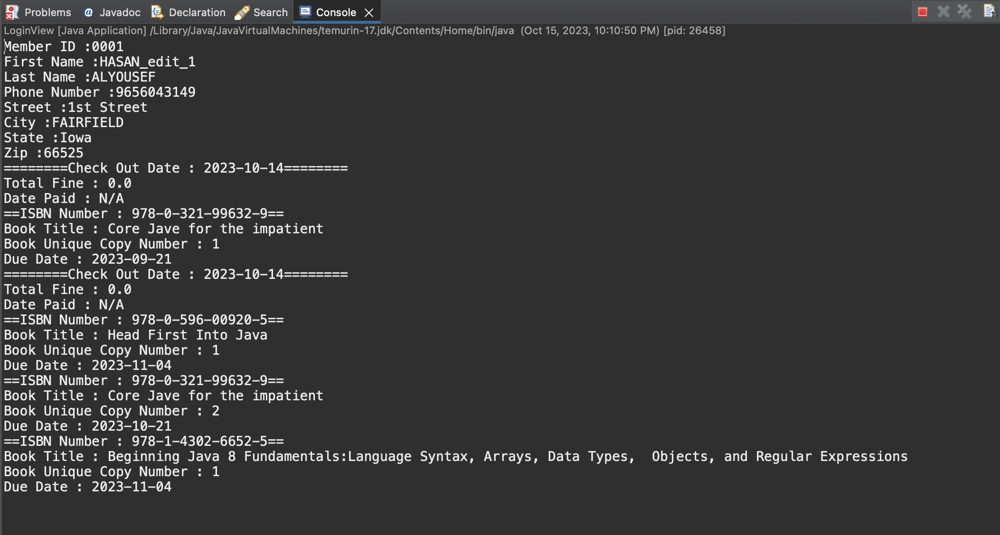 Problems Javadoc Declaration Search Console
LoginView [Java Application] /Library/Java/JavaVirtualMachines/temurin-17.jdk/Contents/Home/bin/java  (Oct 15, 2023, 10:10:50 PM) [pid: 26458]
Member ID :0001
First Name :HASAN_edit_1
Last Name :ALYOUSEF
Phone Number :9656043149
Street :1st Street
City :FAIRFIELD
State :Iowa
Zip :66525
========Check Out Date : 2023-10-14========
Total Fine : 0.0
Date Paid : N/A
==ISBN Number : 978-0-321-99632-9==
Book Title : Core Jave for the impatient
Book Unique Copy Number : 1
Due Date : 2023-09-21
========Check Out Date : 2023-10-14========
Total Fine : 0.0
Date Paid : N/A
==ISBN Number : 978-0-596-00920-5==
Book Title : Head First Into Java
Book Unique Copy Number : 1
Due Date : 2023-11-04
==ISBN Number : 978-0-321-99632-9==
Book Title : Core Jave for the impatient
Book Unique Copy Number : 2
Due Date : 2023-10-21
==ISBN Number : 978-1-4302-6652-5==
Book Title : Beginning Java 8 Fundamentals:Language Syntax, Arrays, Data Types,  Objects, and Regular Expressions
Book Unique Copy Number : 1
Due Date : 2023-11-04